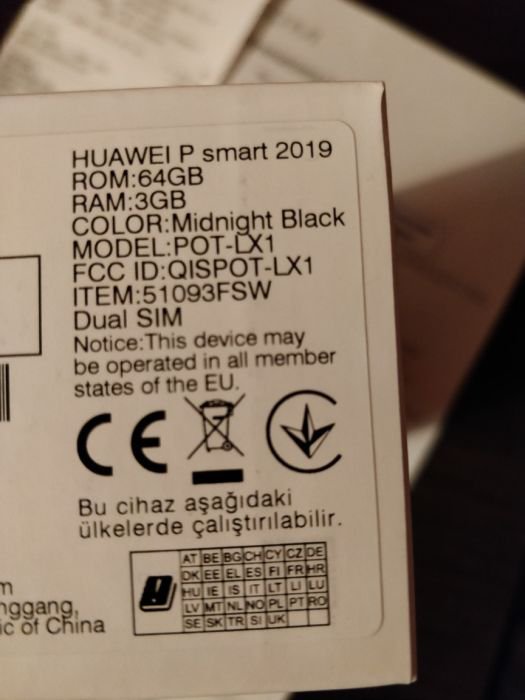 HUAWEI P smart 2019
ROM:64GB
RAM:3GB
COLOR:Midnight Black
MODEL:POT-LX1
FCC ID:QISPOT-LX1
ITEM:51093FSW
Dual SIM
Notice:This device may
be operated in all member
states of the EU.
CE
Bu cihaz aşağıdaki
ülkelerde çalıştırılabilir.
AT BE BG CH CY CZ DE
DK EE EL ES FI FR HR
HU IE IS IT LT LI LU
LV MT NL NO PL PT RO
SE SK TR SI UK
m
nggang,
ic of China